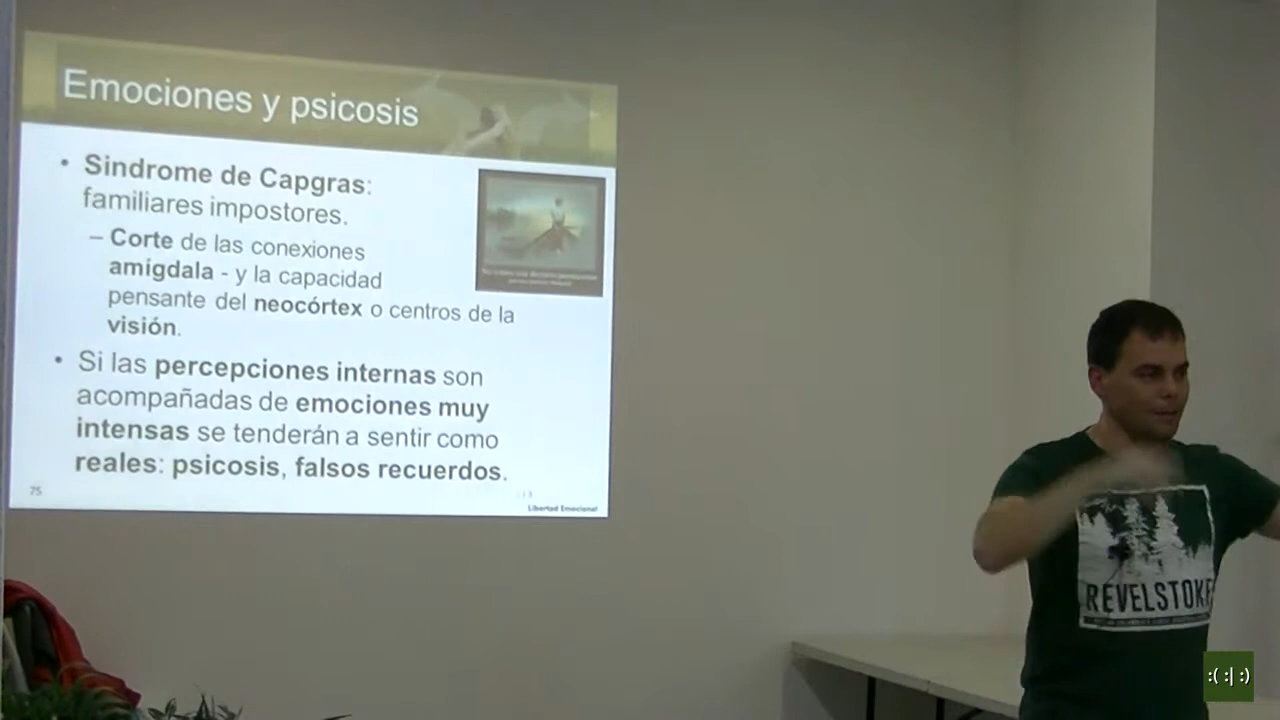 Emociones y psicosis
• Sindrome de Capgras:
familiares impostores.
– Corte de las conexiones
amígdala - y la capacidad
pensante del neocórtex o centros de la
visión.
• Si las percepciones internas son
acompañadas de emociones muy
intensas se tenderán a sentir como
reales: psicosis, falsos recuerdos.
75
Libertad Emocional
REVELSTOKE
:( :| :)